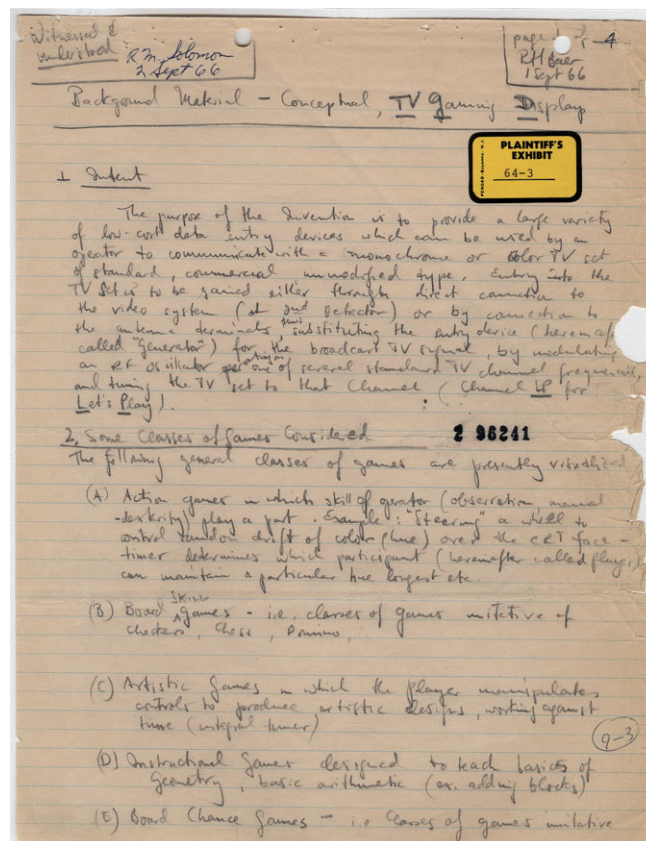 Witnessed &
understood
R.M. Solomon
2 Sept 66
page 1 of 4
RHBaer
1 Sept 66
Background Material – Conceptual, TV Gaming Display
PLAINTIFF'S
EXHIBIT
64-3
1 Intent
The purpose of the Invention is to provide a large variety
of low-cost data entry devices which can be used by an
operator to communicate with a monochrome or color TV set
of standard, commercial unmodified type. Entry into the
TV Set is to be gained either through direct connection to
the video system (at 2nd Detector) or by connection to
the antenna terminals, thus substituting the entry device (hereinaf
called "generator") for the broadcast TV signal, by modulating
an RF oscillator operating on one of several standard TV channel frequencies,
and tuning the TV set to that Channel (Channel LP for
Let's Play).
2. Some Classes of Games Considered
2 96241
The following general classes of games are presently visualized
(A) Action games in which skill of operator (observation, manual
-dexterity) play a part. Example: "Steering" a wheel to
control random drift of colour (hue) over the CRT face –
timer determines which participant (hereinafter called player)
can maintain a particular hue longest etc.
(B) Board SKILL games – i.e. classes of games imitative of
checkers, Chess, Domino,
(C) Artistic Games in which the player manipulates
controls to produce artistic designs, working against
time (integral timer)
9-3
(D) Instructional Games designed to teach basics of
Geometry, basic arithmetic (ex. adding blocks)
(E) Board Chance Games – i.e Classes of games imitative